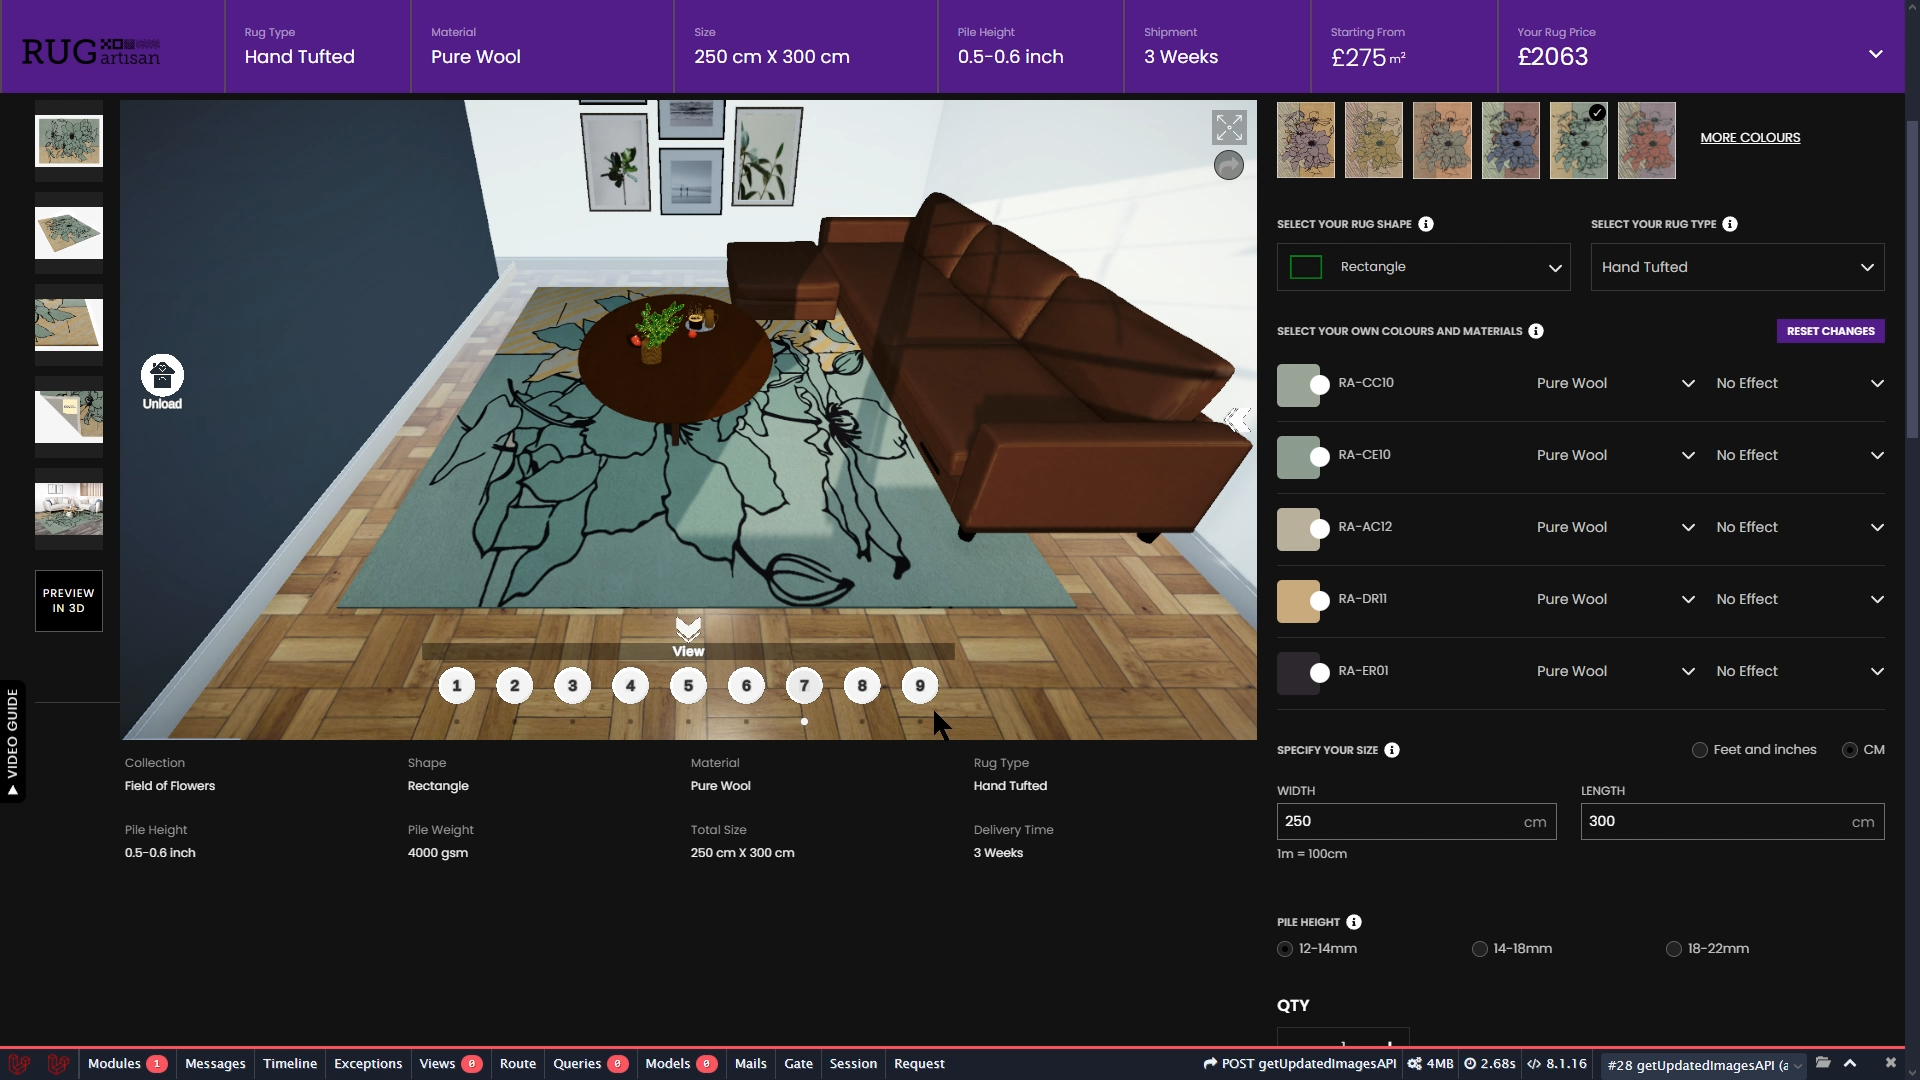 RUG artisan
Rug Type
Hand Tufted
Material
Pure Wool
Size
250 cm X 300 cm
Pile Height
0.5-0.6 inch
Shipment
3 Weeks
Starting From
£275 m²
Your Rug Price
£2063
MORE COLOURS
SELECT YOUR RUG SHAPE
SELECT YOUR RUG TYPE
Rectangle
Hand Tufted
SELECT YOUR OWN COLOURS AND MATERIALS
RESET CHANGES
RA-CC10 Pure Wool No Effect
RA-CE10 Pure Wool No Effect
RA-AC12 Pure Wool No Effect
RA-DR11 Pure Wool No Effect
RA-ER01 Pure Wool No Effect
SPECIFY YOUR SIZE
Feet and inches
CM
WIDTH
LENGTH
250 cm
300 cm
1m = 100cm
PILE HEIGHT
12-14mm
14-18mm
18-22mm
QTY
PREVIEW
IN 3D
VIDEO GUIDE
Unload
View
1 2 3 4 5 6 7 8 9
Collection
Field of Flowers
Shape
Rectangle
Material
Pure Wool
Rug Type
Hand Tufted
Pile Height
0.5-0.6 inch
Pile Weight
4000 gsm
Total Size
250 cm X 300 cm
Delivery Time
3 Weeks
Modules 1 Messages Timeline Exceptions Views 0 Route Queries 0 Models 0 Mails Gate Session Request POST getUpdatedImagesAPI 4MB 2.68s 8.1.16 #28 getUpdatedImagesAPI (a